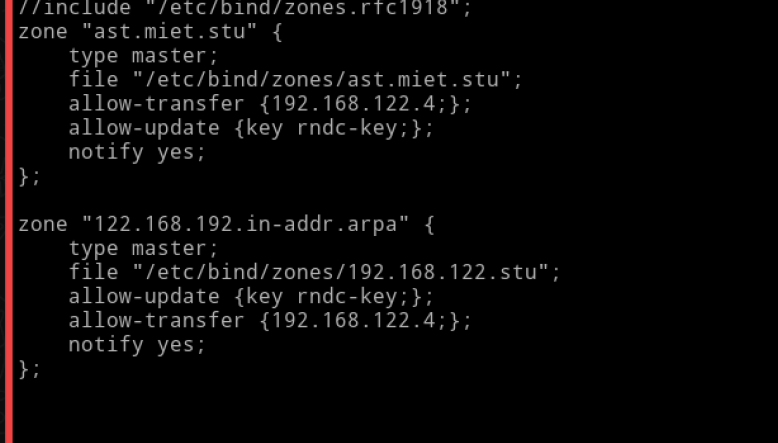 //include "/etc/bind/zones.rfc1918";
zone "ast.miet.stu" {
    type master;
    file "/etc/bind/zones/ast.miet.stu";
    allow-transfer {192.168.122.4;};
    allow-update {key rndc-key;};
    notify yes;
};

zone "122.168.192.in-addr.arpa" {
    type master;
    file "/etc/bind/zones/192.168.122.stu";
    allow-update {key rndc-key;};
    allow-transfer {192.168.122.4;};
    notify yes;
};